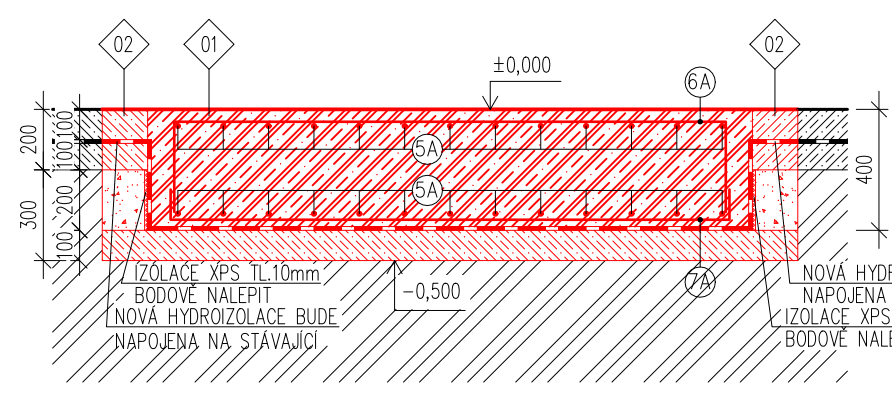 02
01
02
±0,000
6A
200
100
100
5A
5A
400
300
200
100
7A
IZOLACE XPS TL.10mm
BODOVĚ NALEPIT
-0,500
NOVÁ HYDROIZOLACE BUDE
NAPOJENA NA STÁVAJÍCÍ
NOVÁ HYDR
NAPOJENA
IZOLACE XPS
BODOVĚ NALE